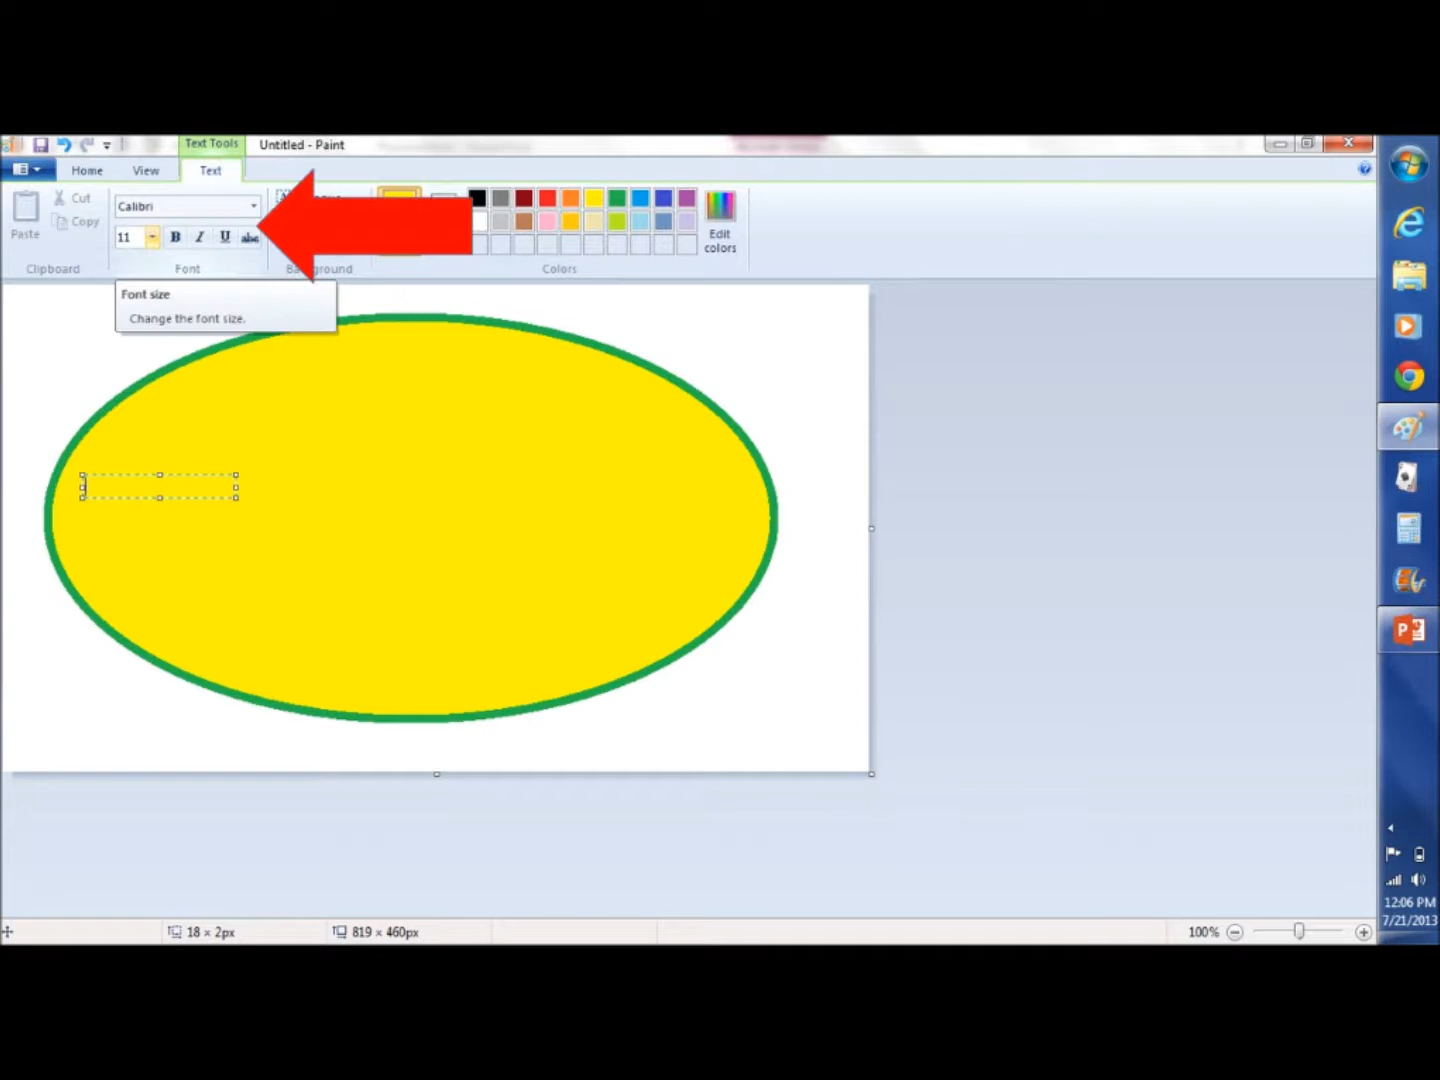 Text Tools
Untitled - Paint
Home
View
Text
Paste
Cut
Copy
Calibri
11
B I U abc
Edit
colors
Clipboard
Font
Background
Colors
Font size
Change the font size.
18 × 2px
819 × 460px
100%
12:06 PM
7/21/2013